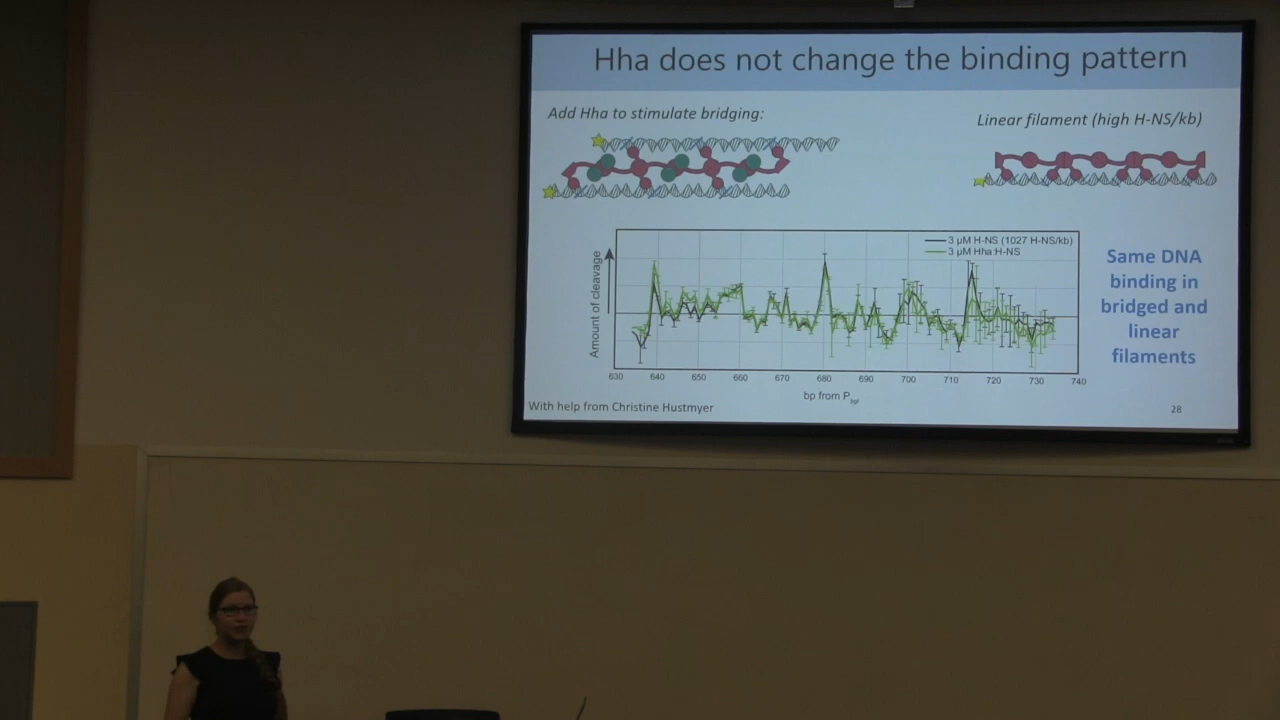 Hha does not change the binding pattern
Add Hha to stimulate bridging:
Linear filament (high H-NS/kb)
3 µM H-NS (1027 H-NS/kb)
3 µM Hha:H-NS
Amount of cleavage
630 640 650 660 670 680 690 700 710 720 730 740
bp from P
Same DNA
binding in
bridged and
linear
filaments
With help from Christine Hustmyer
28